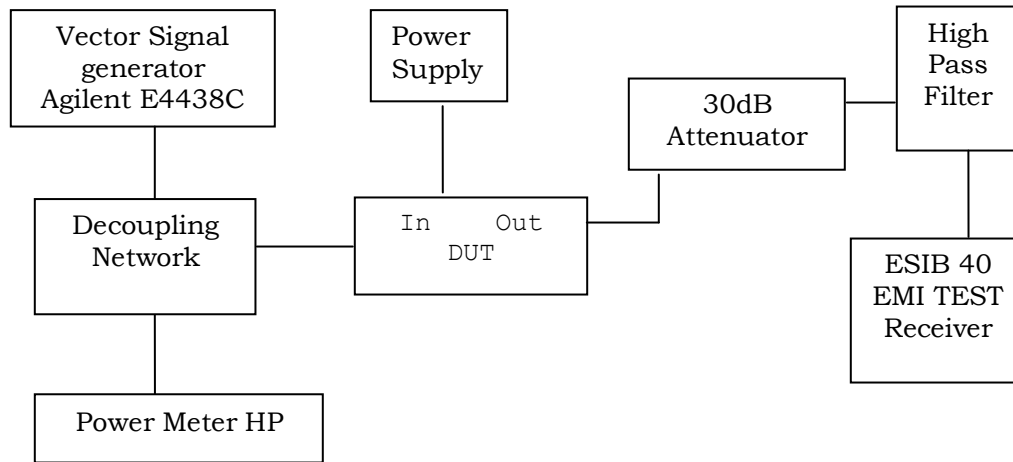 Vector Signal
generator
Agilent E4438C
Power
Supply
High
Pass
Filter
30dB
Attenuator
Decoupling
Network
In Out
DUT
ESIB 40
EMI TEST
Receiver
Power Meter HP